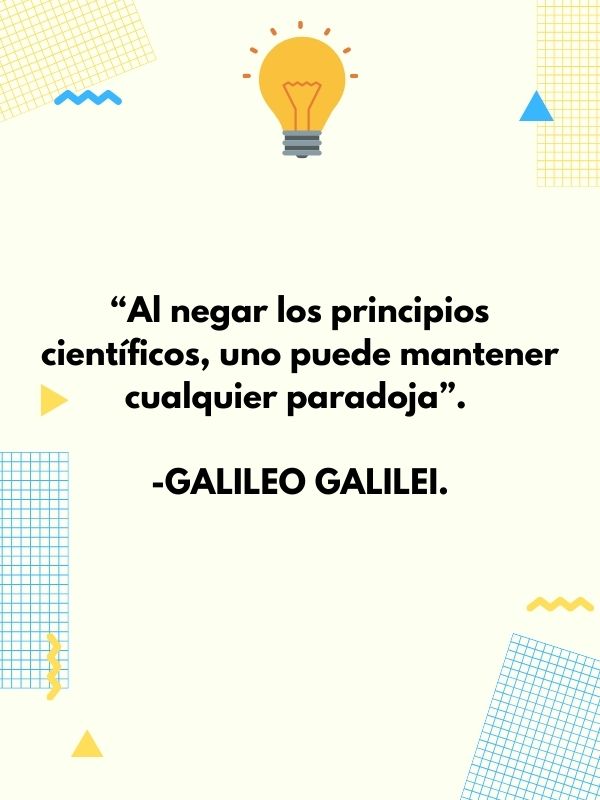 “Al negar los principios
científicos, uno puede mantener
cualquier paradoja”.
-GALILEO GALILEI.